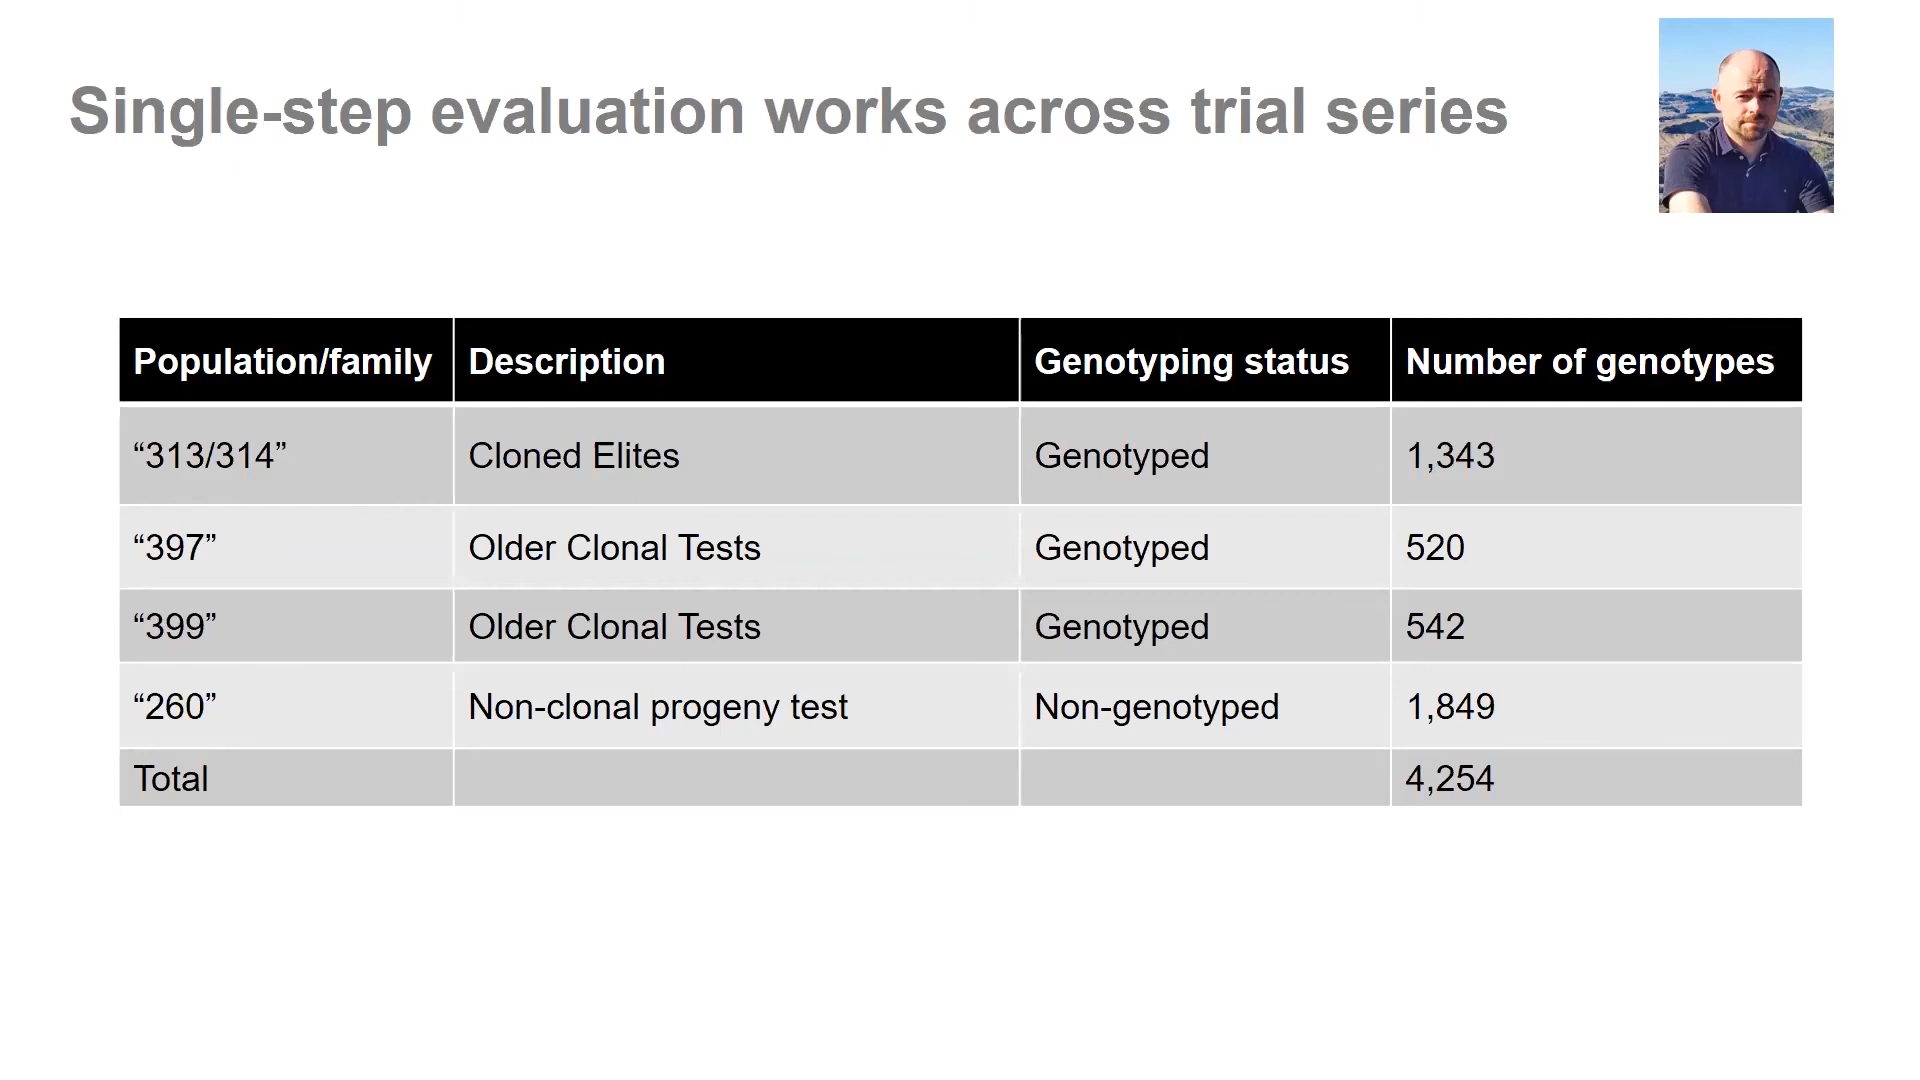 Single-step evaluation works across trial series
Population/family Description Genotyping status Number of genotypes
“313/314” Cloned Elites Genotyped 1,343
“397” Older Clonal Tests Genotyped 520
“399” Older Clonal Tests Genotyped 542
“260” Non-clonal progeny test Non-genotyped 1,849
Total 4,254